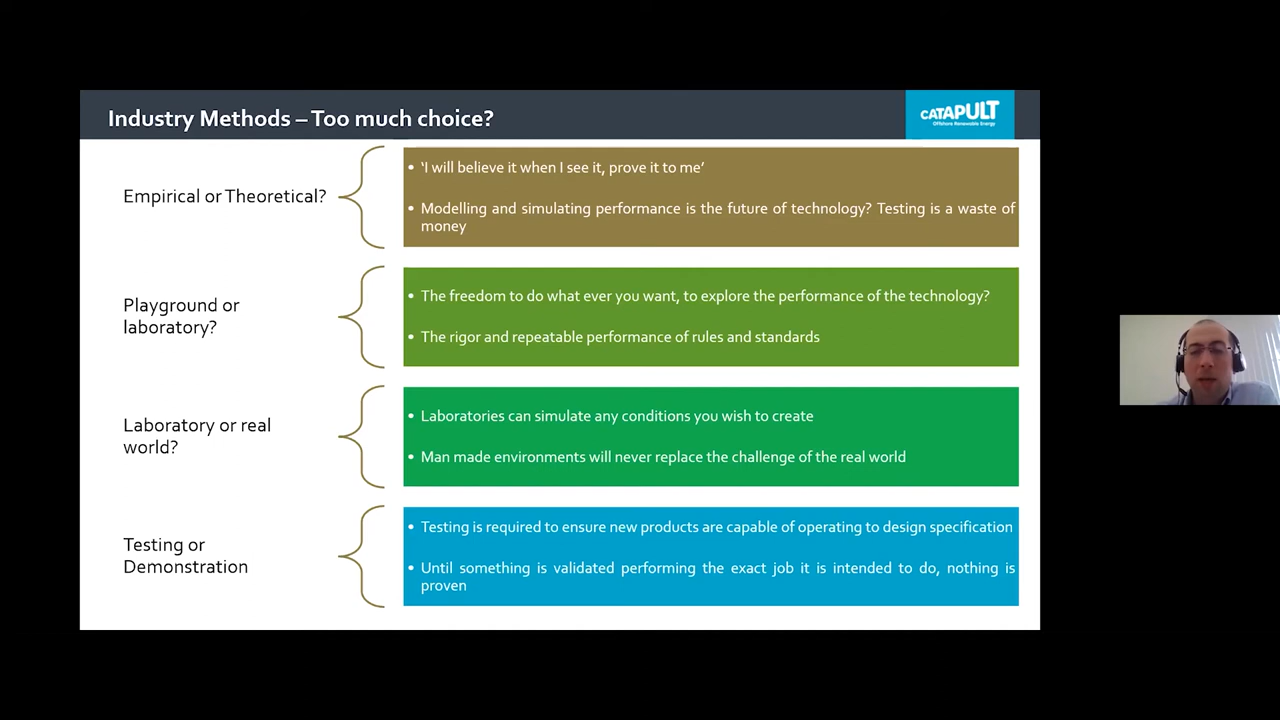 Industry Methods – Too much choice?
CATAPULT
Offshore Renewable Energy
Empirical or Theoretical?
• ‘I will believe it when I see it, prove it to me’
• Modelling and simulating performance is the future of technology? Testing is a waste of
money
Playground or
laboratory?
• The freedom to do what ever you want, to explore the performance of the technology?
• The rigor and repeatable performance of rules and standards
Laboratory or real
world?
• Laboratories can simulate any conditions you wish to create
• Man made environments will never replace the challenge of the real world
Testing or
Demonstration
• Testing is required to ensure new products are capable of operating to design specification
• Until something is validated performing the exact job it is intended to do, nothing is
proven